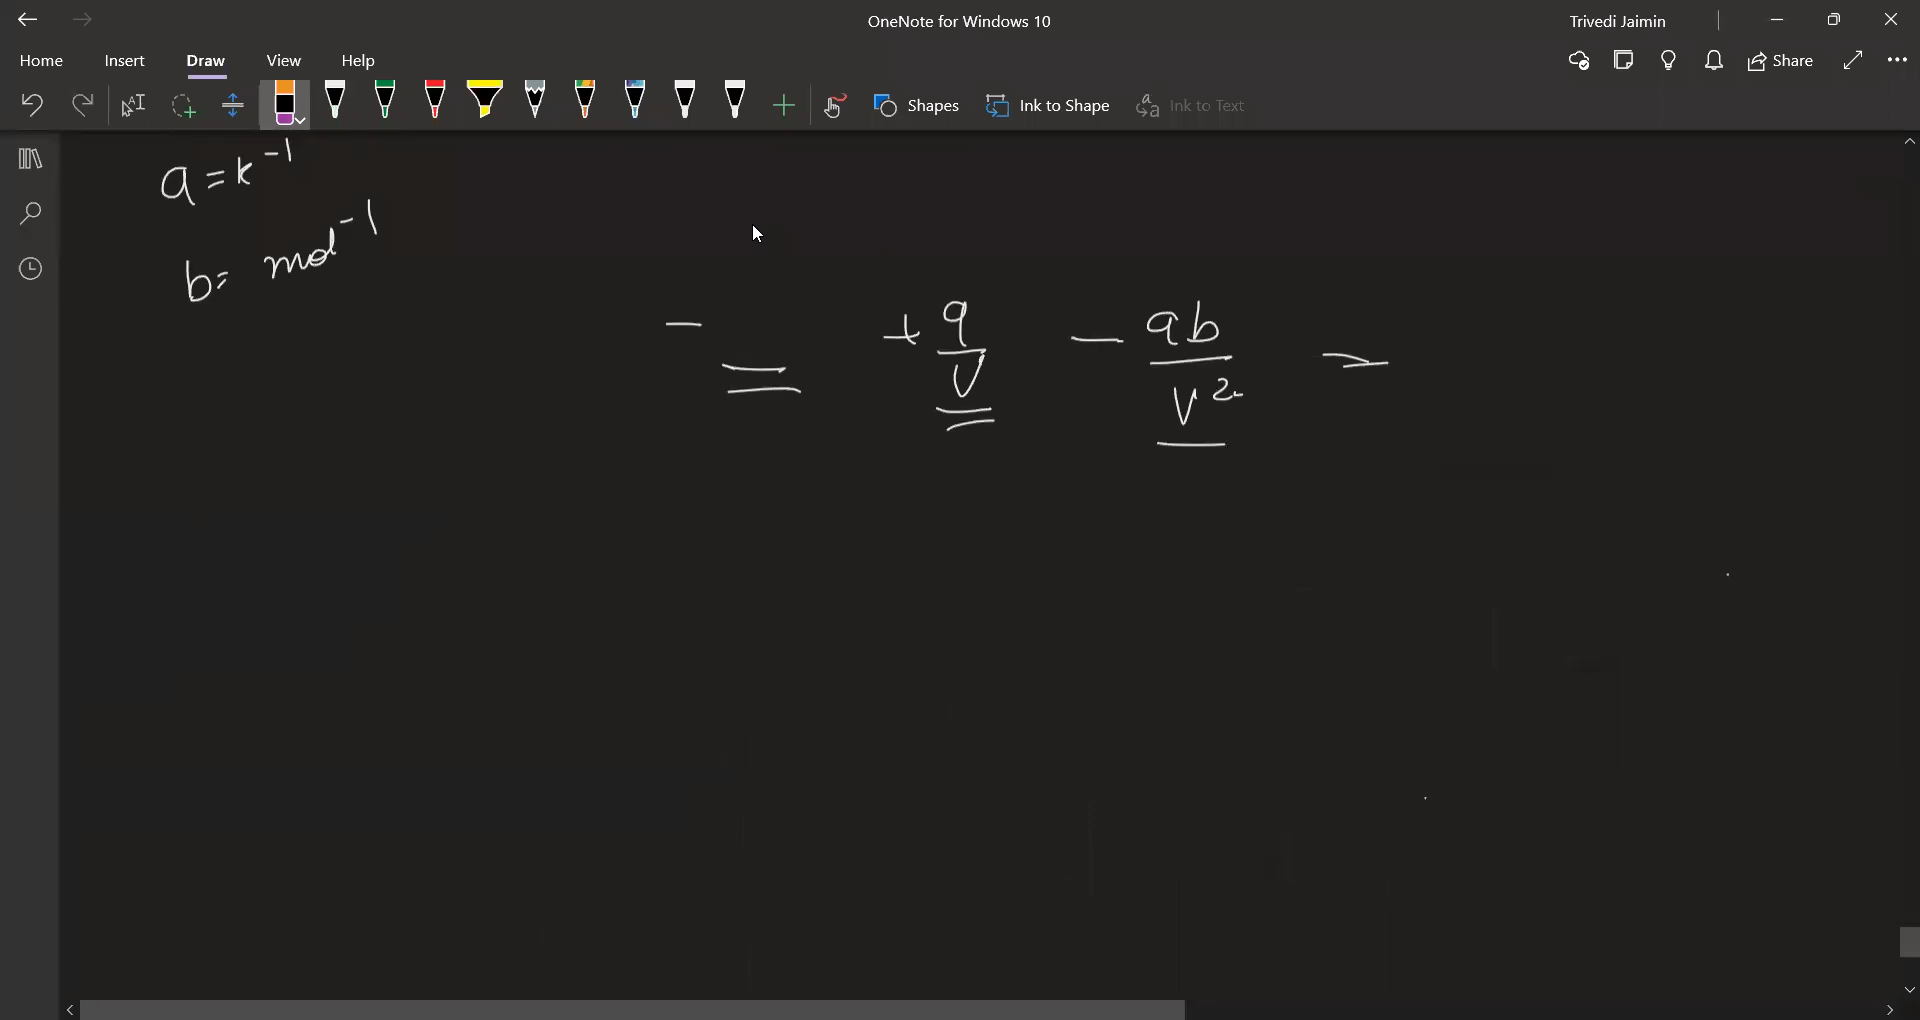 OneNote for Windows 10
Trivedi Jaimin
Home Insert Draw View Help
Share
Shapes Ink to Shape Ink to Text
a = k⁻¹
b = mol⁻¹
− = + a/V − ab/V² =